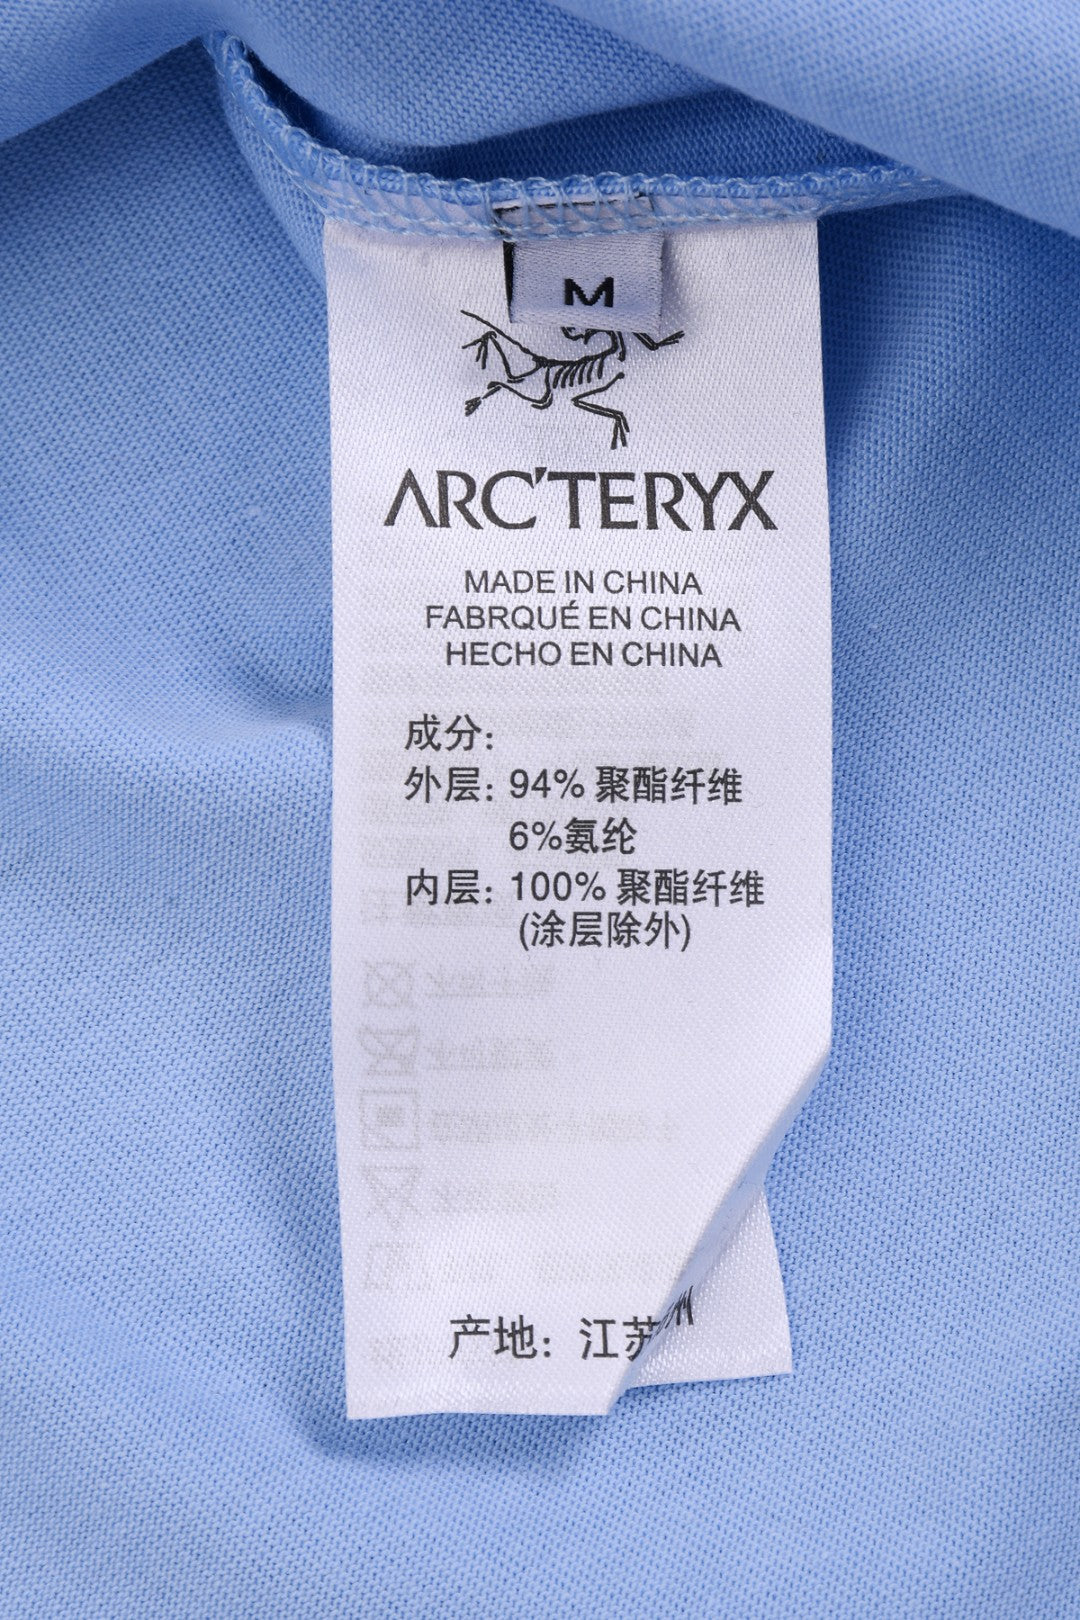 M
ARC'TERYX
MADE IN CHINA
FABRQUÉ EN CHINA
HECHO EN CHINA
成分:
外层: 94% 聚酯纤维
6%氨纶
内层: 100% 聚酯纤维
(涂层除外)
产地: 江苏